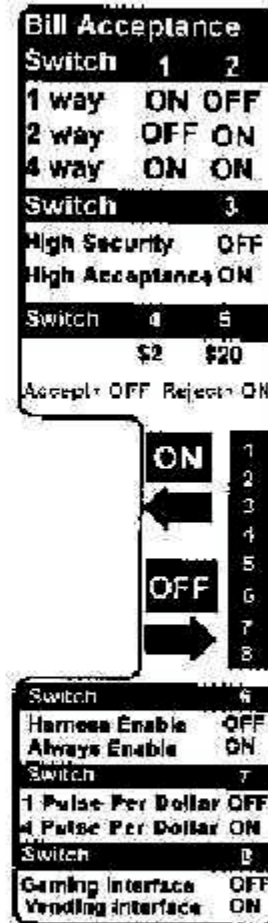 Bill Acceptance
Switch 1 2
1 way ON OFF
2 way OFF ON
4 way ON ON
Switch 3
High Security OFF
High Acceptance ON
Switch 4 5
$2 $20
Accept= OFF Reject= ON
ON
OFF
1
2
3
4
5
6
7
8
Switch 6
Harness Enable OFF
Always Enable ON
Switch 7
1 Pulse Per Dollar OFF
4 Pulse Per Dollar ON
Switch 8
Gaming Interface OFF
Vending Interface ON